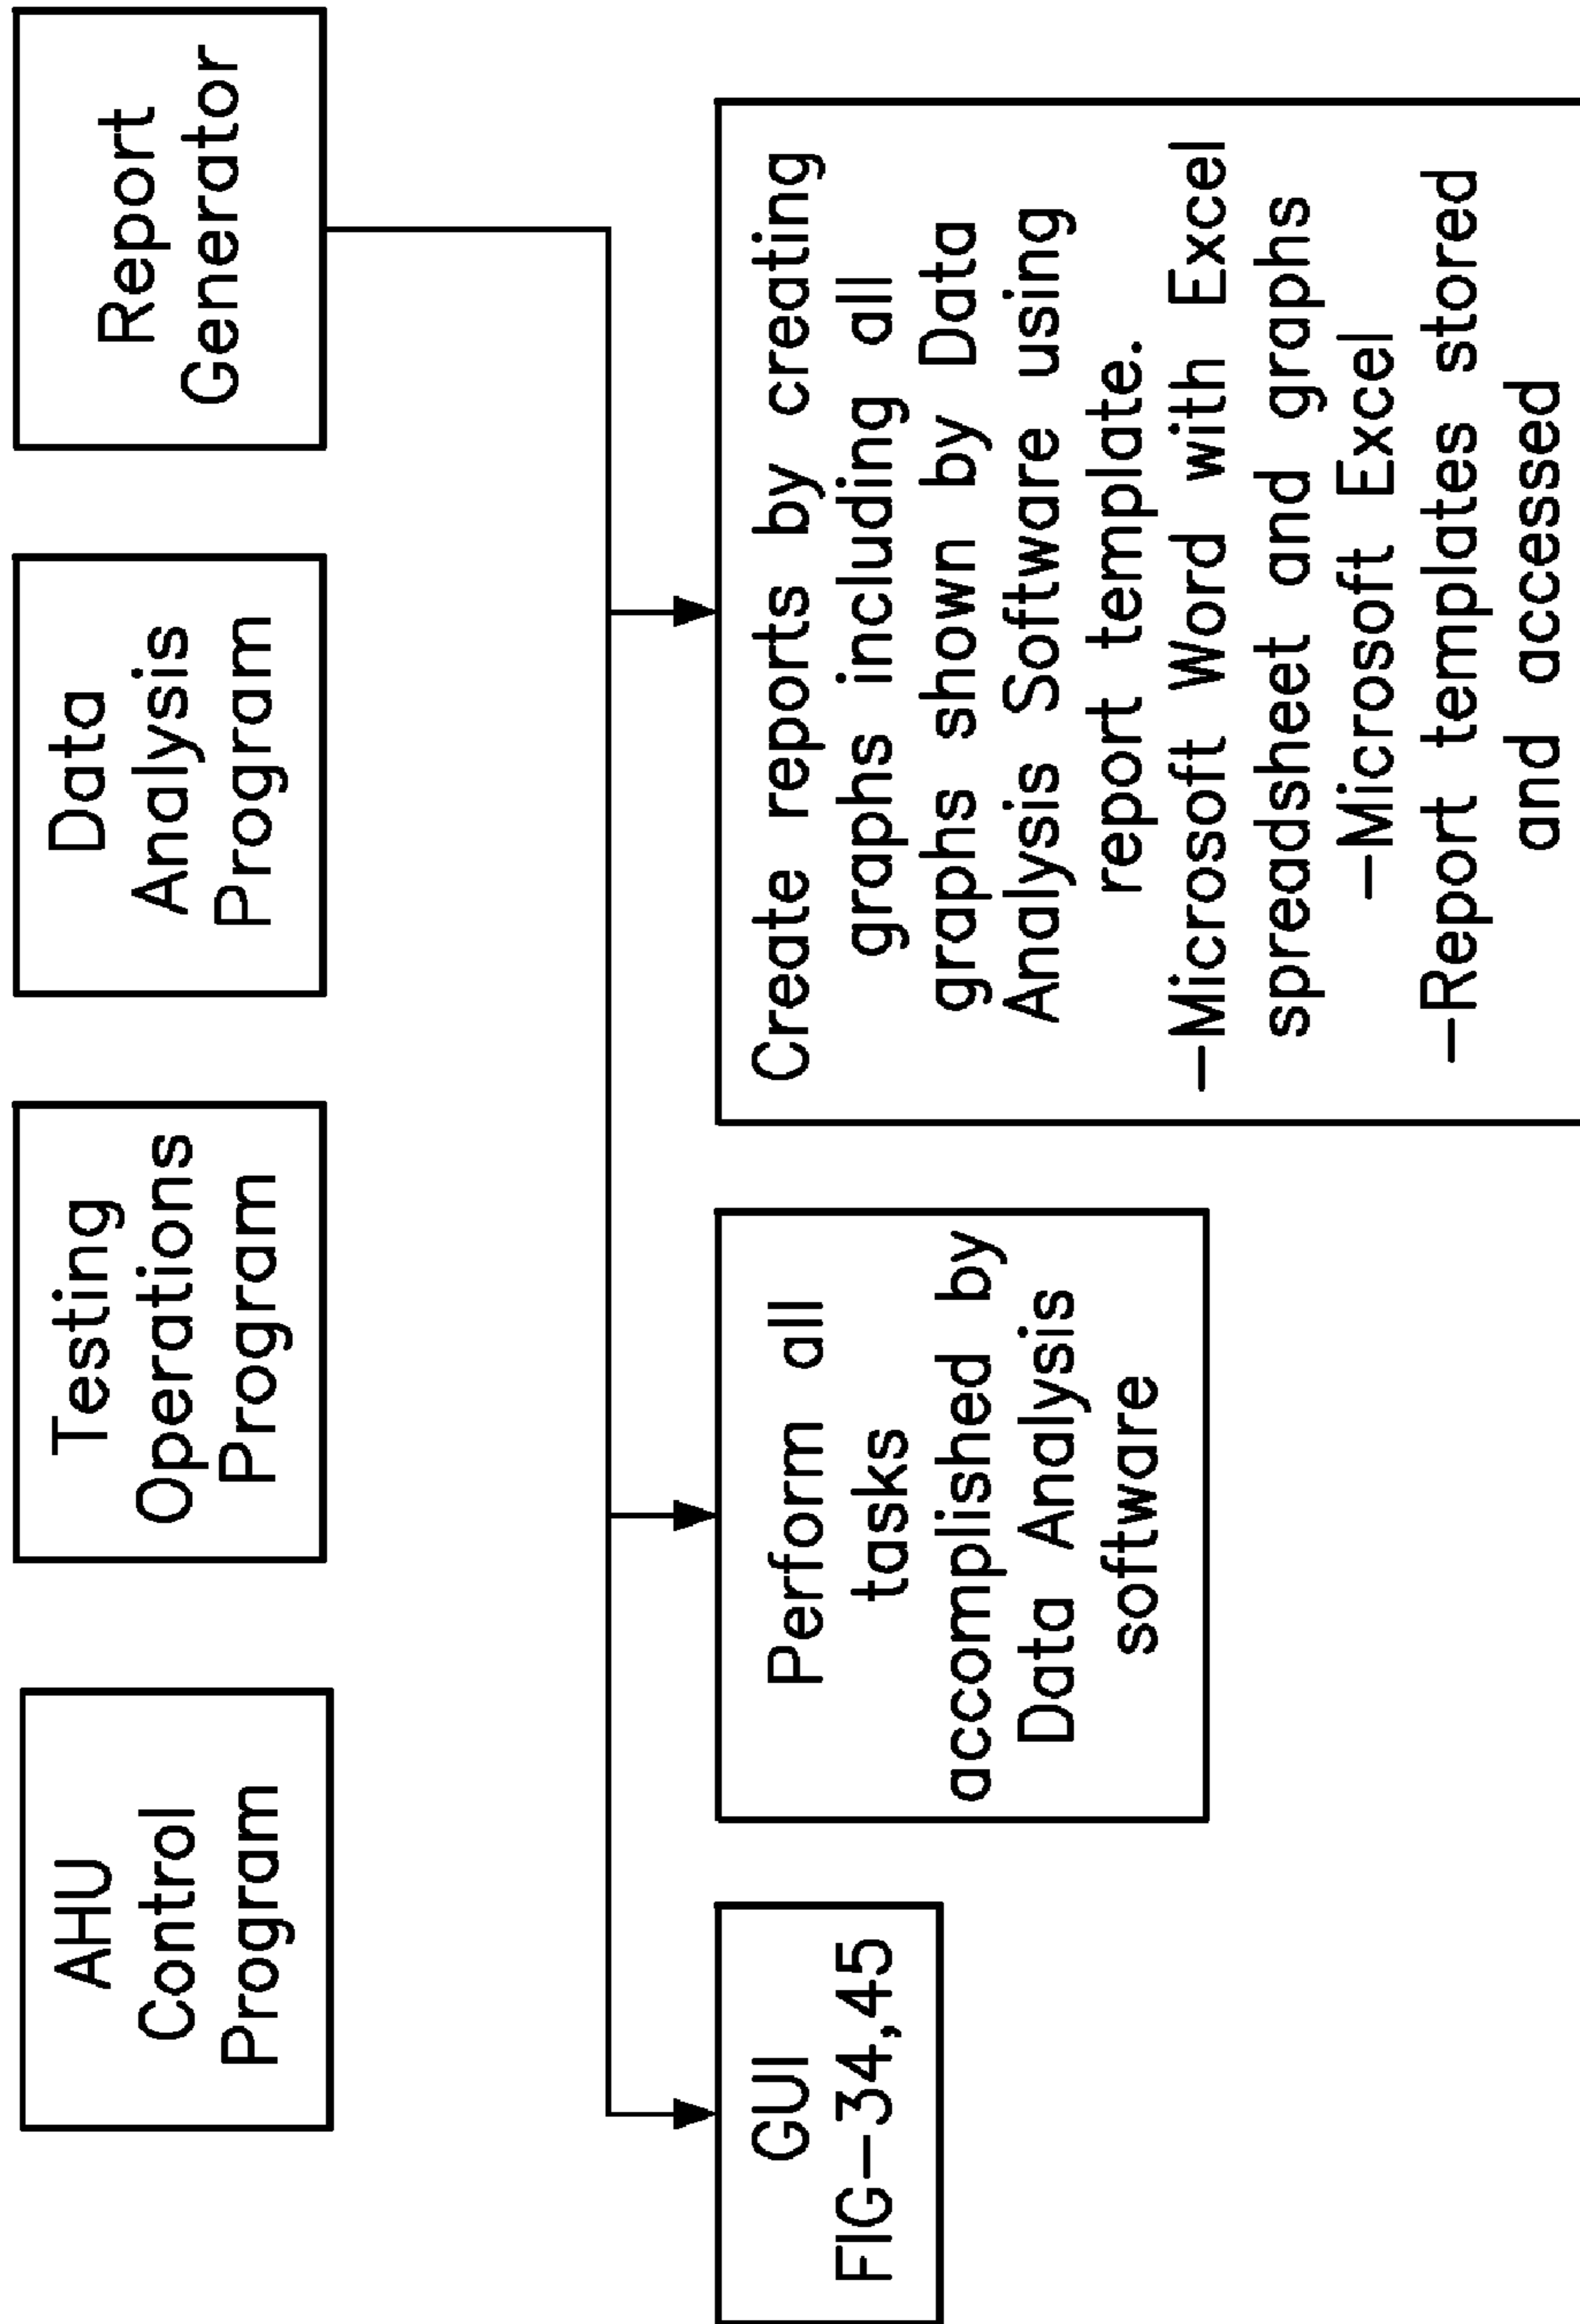 AHU
Control
Program
Testing
Operations
Program
Data
Analysis
Program
Report
Generator
GUI
FIG-34,45
Perform all
tasks
accomplished by
Data Analysis
software
Create reports by creating
graphs including all
graphs shown by Data
Analysis Software using
report template.
-Microsoft Word with Excel
spreadsheet and graphs
-Microsoft Excel
-Report templates stored
and accessed